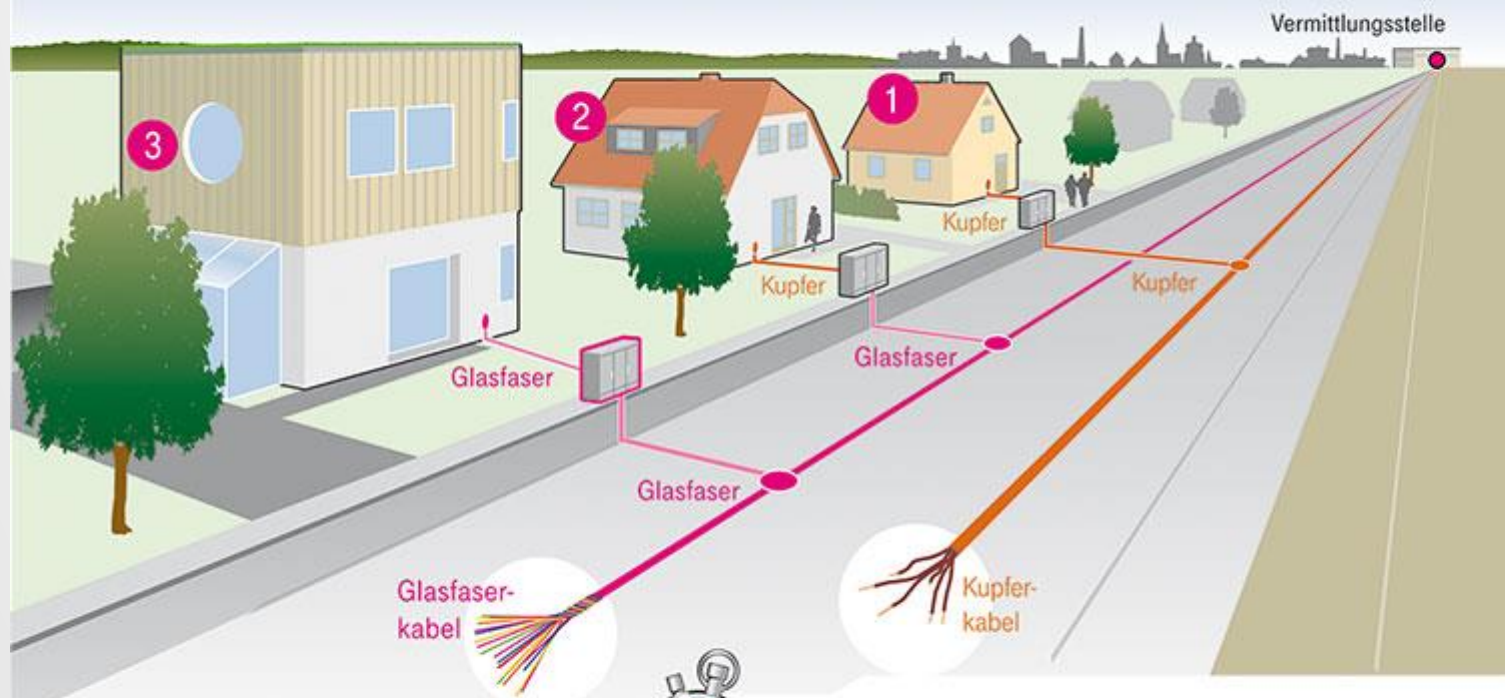 Vermittlungsstelle
1
2
3
Kupfer
Kupfer
Kupfer
Glasfaser
Glasfaser
Glasfaser
Glasfaser-
kabel
Kupfer-
kabel